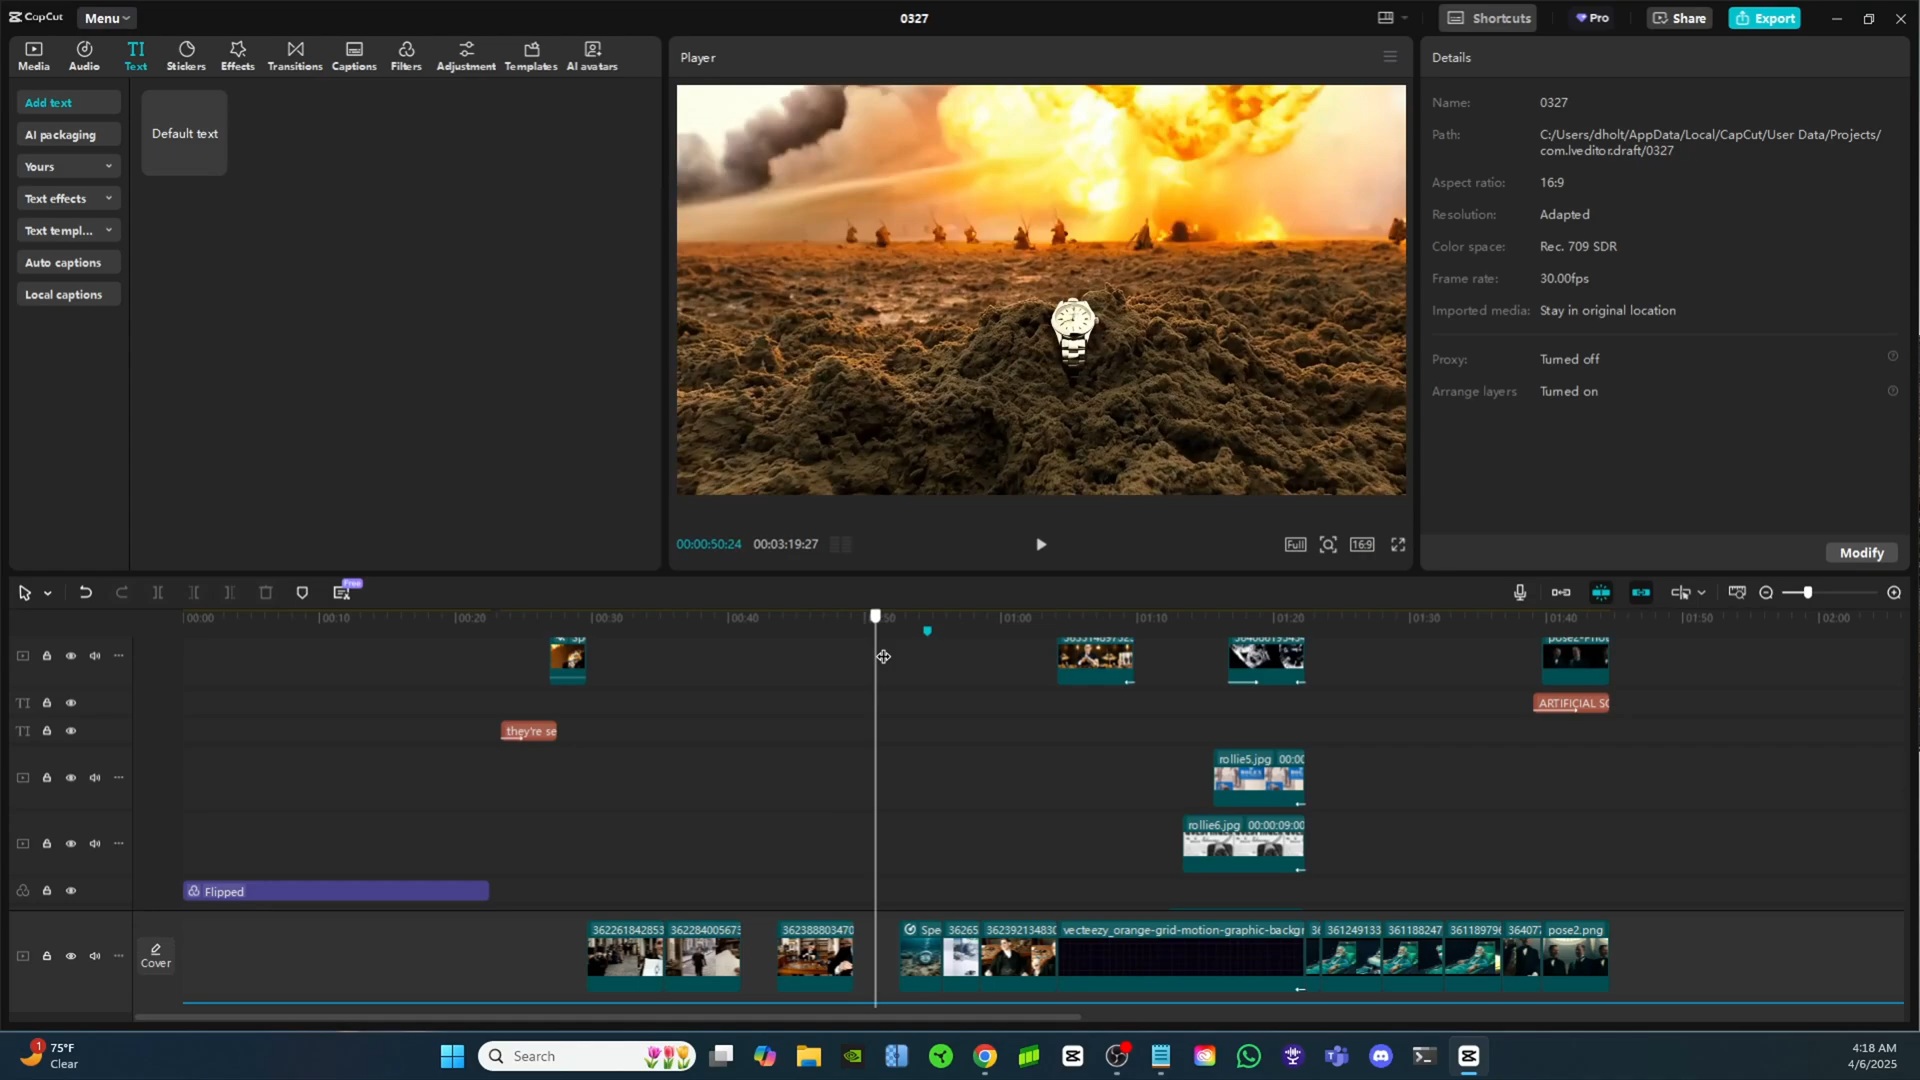 CapCut
Menu
0327
Shortcuts
Pro
Share
Export
Media
Audio
TI
Text
Stickers
Effects
Transitions
Captions
Filters
Adjustment
Templates
AI avatars
Player
Details
Add text
AI packaging
Yours
Text effects
Text templ...
Auto captions
Local captions
Default text
Name: 0327
Path: C:/Users/dholt/AppData/Local/CapCut/User Data/Projects/
com.lveditor.draft/0327
Aspect ratio: 16:9
Resolution: Adapted
Color space: Rec. 709 SDR
Frame rate: 30.00fps
Imported media: Stay in original location
Proxy: Turned off
Arrange layers Turned on
00:00:50:24 00:03:19:27
Full
16:9
Modify
Free
00:00 00:10 00:20 00:30 00:40 01:00 01:10 01:20 01:30 01:40 01:50 02:00
TI
ARTIFICIAL SC
TI
they're se
rollie5.jpg 00:00
rollie6.jpg 00:00:09:00
Flipped
Cover
362261842853
362284005673
362388803470
Spe
36265
36239213483
vecteezy_orange-grid-motion-graphic-backg
361249133
361188247
36118979
364077
pose2.png
1
75°F
Clear
Search
4:18 AM
4/6/2025